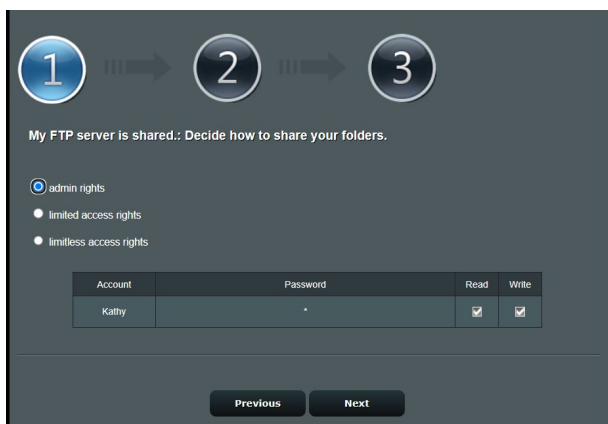 1 2 3
My FTP server is shared.: Decide how to share your folders.
admin rights
limited access rights
limitless access rights
Account Password Read Write
Kathy *
Previous Next